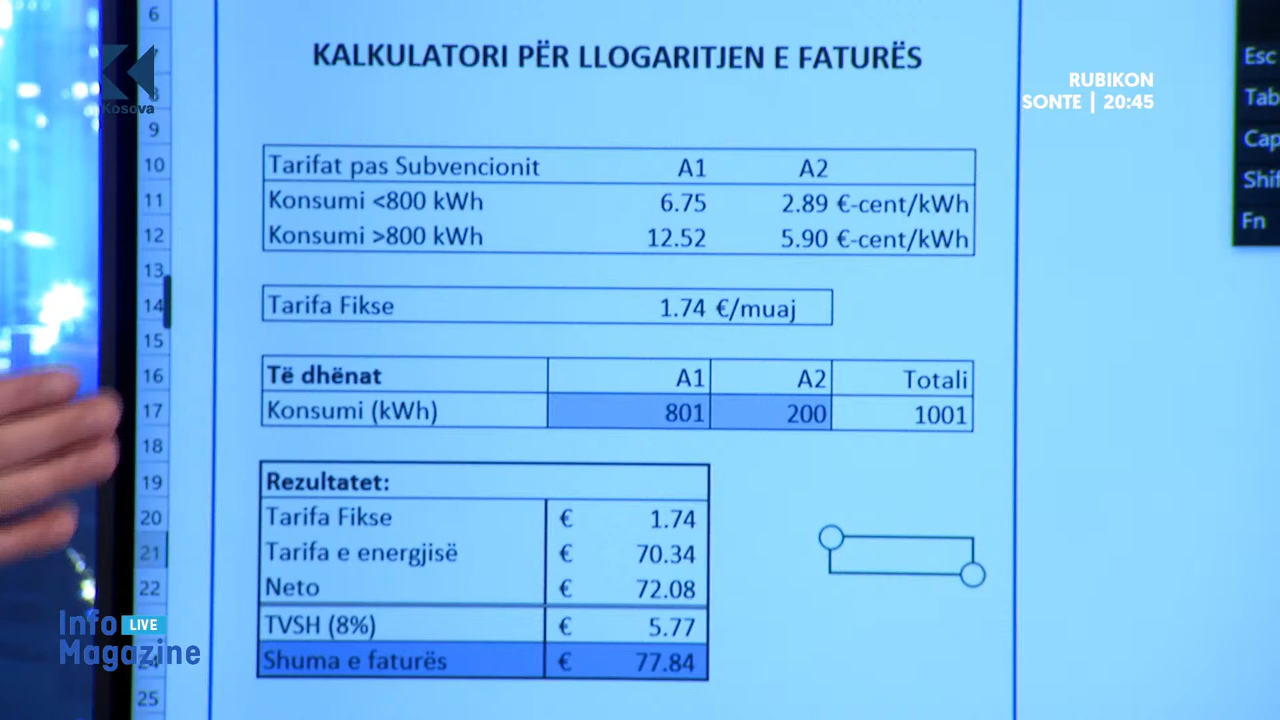 6
KALKULATORI PËR LLOGARITJEN E FATURËS
Kosova
8
RUBIKON
SONTE | 20:45
9
10 Tarifat pas Subvencionit A1 A2
11 Konsumi <800 kWh 6.75 2.89 €-cent/kWh
12 Konsumi >800 kWh 12.52 5.90 €-cent/kWh
13
14 Tarifa Fikse 1.74 €/muaj
15
16 Të dhënat A1 A2 Totali
17 Konsumi (kWh) 801 200 1001
18
19 Rezultatet:
20 Tarifa Fikse € 1.74
21 Tarifa e energjisë € 70.34
22 Neto € 72.08
TVSH (8%) € 5.77
24 Shuma e faturës € 77.84
25
Info LIVE
Magazine
Esc
Tab
Cap
Shif
Fn